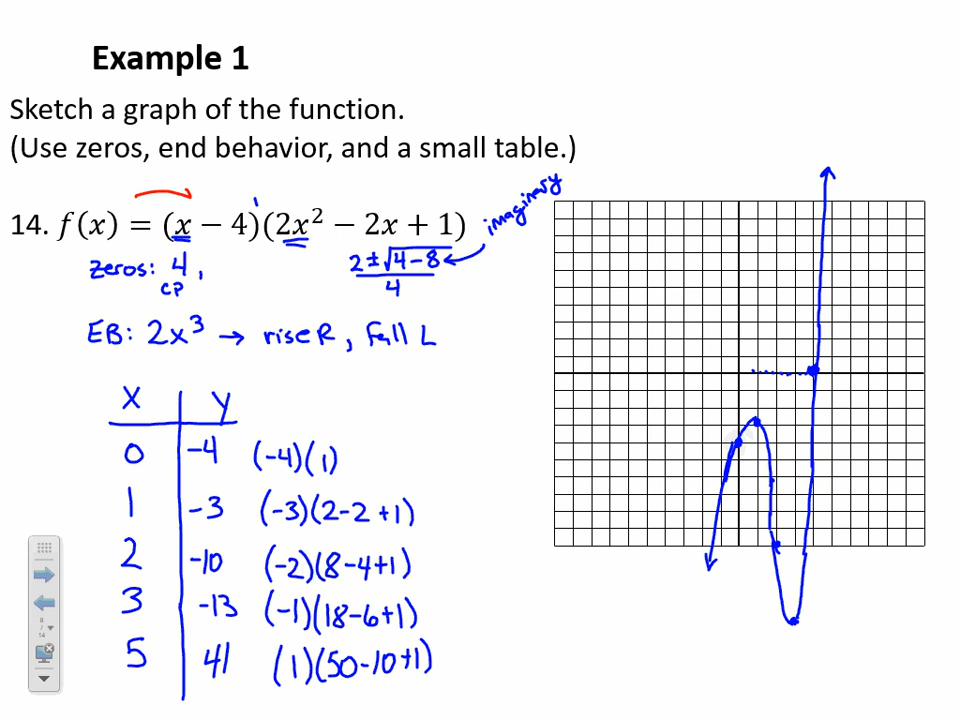 Example 1
Sketch a graph of the function.
(Use zeros, end behavior, and a small table.)
14. f(x) = (x − 4)¹(2x² − 2x + 1)
imaginary
zeros: 4,
CP
2 ± √4 − 8
4
EB: 2x³ → rise R, Fall L
X Y
0 -4 (-4)(1)
1 -3 (-3)(2-2+1)
2 -10 (-2)(8-4+1)
3 -13 (-1)(18-6+1)
5 41 (1)(50-10+1)
8
/
14